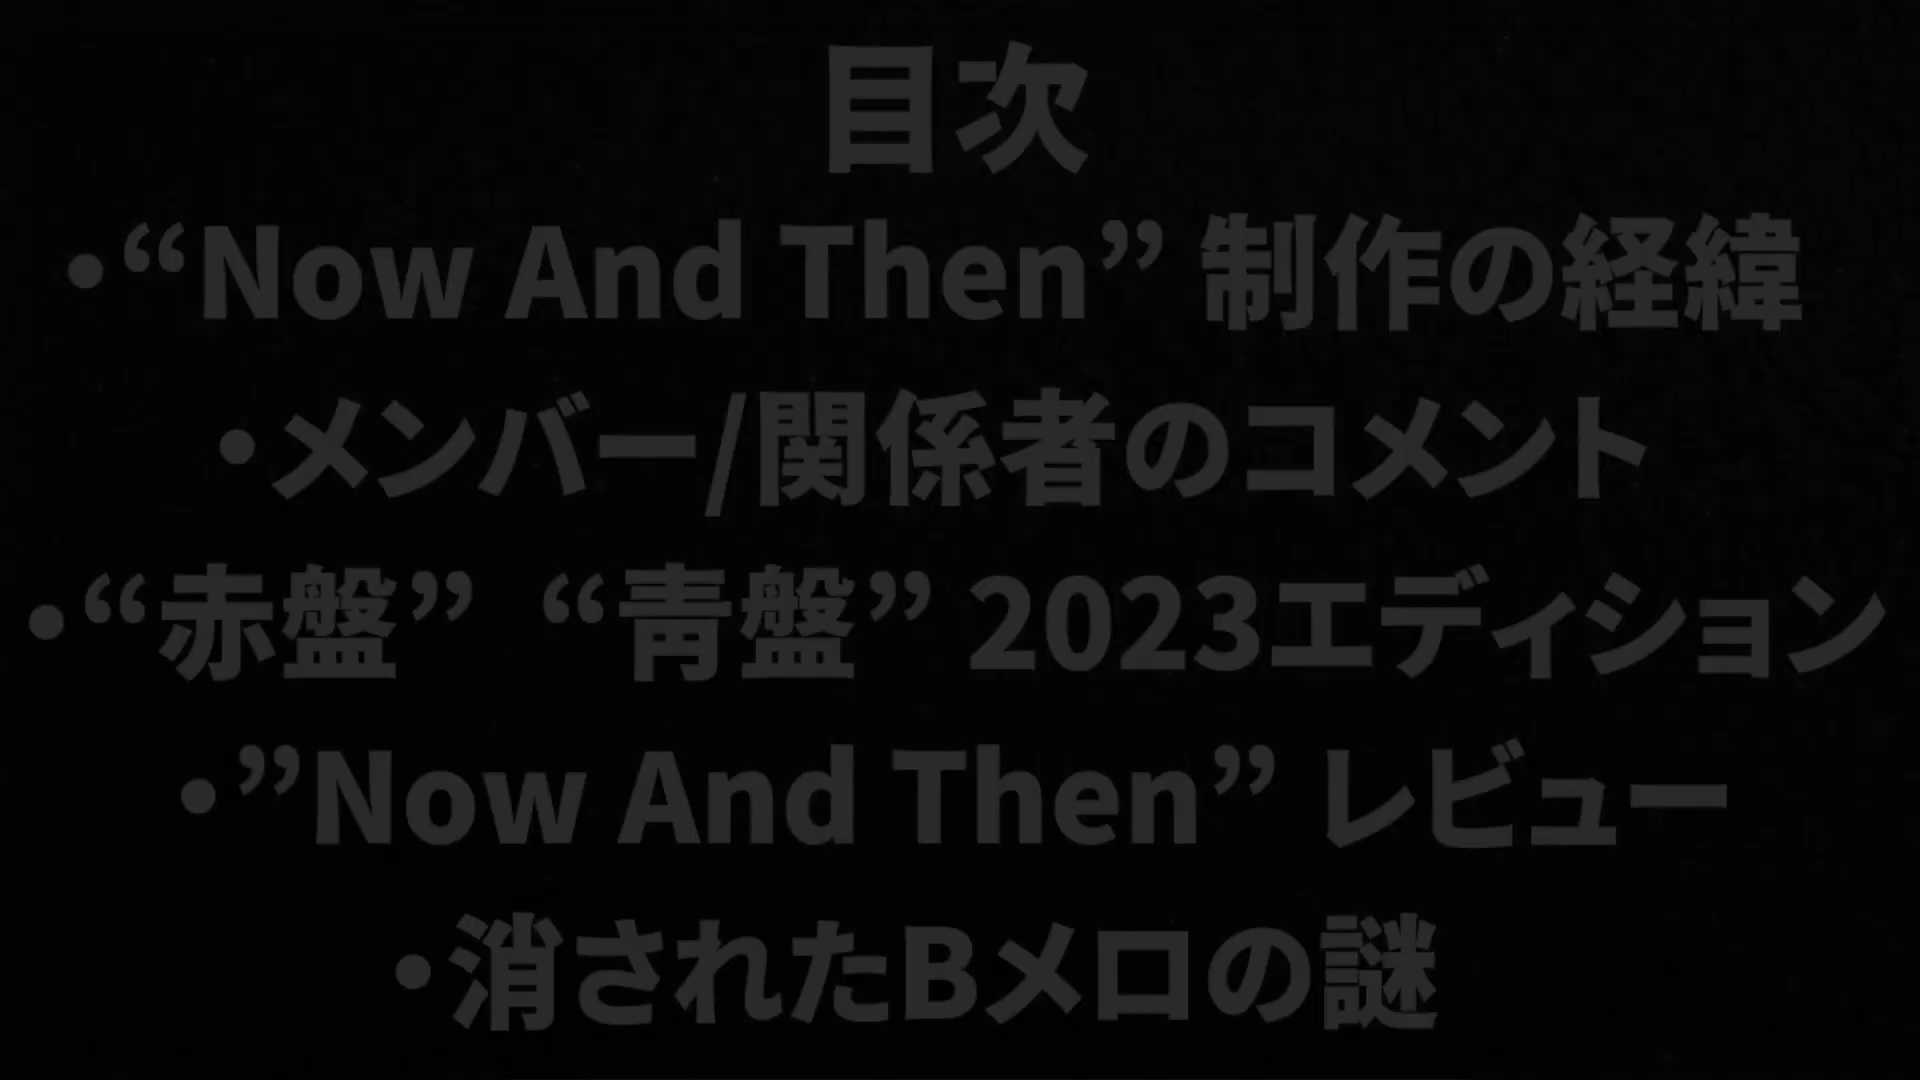 目次
・“Now And Then” 制作の経緯
・メンバー/関係者のコメント
・“赤盤” “青盤” 2023エディション
・”Now And Then” レビュー
・消されたBメロの謎